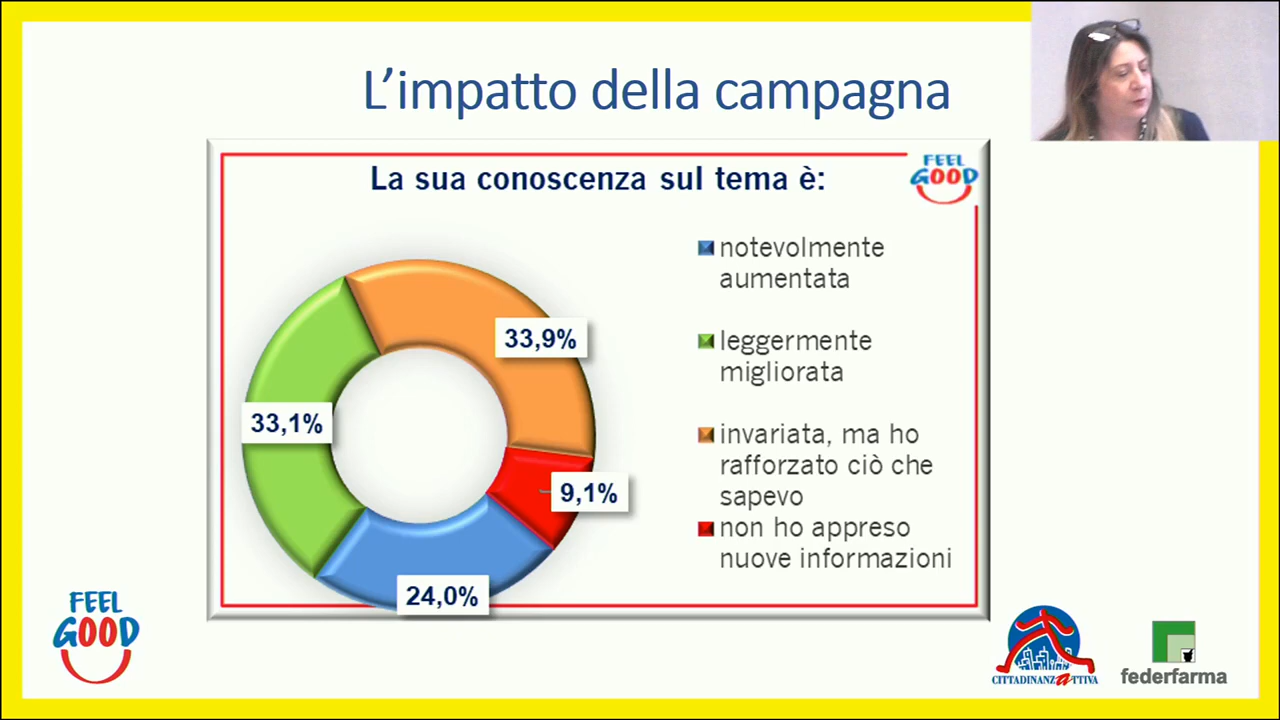 L'impatto della campagna
La sua conoscenza sul tema è:
FEEL
GOOD
notevolmente
aumentata
leggermente
migliorata
invariata, ma ho
rafforzato ciò che
sapevo
non ho appreso
nuove informazioni
33,9%
33,1%
9,1%
24,0%
FEEL
GOOD
CITTADINANZATTIVA
federfarma